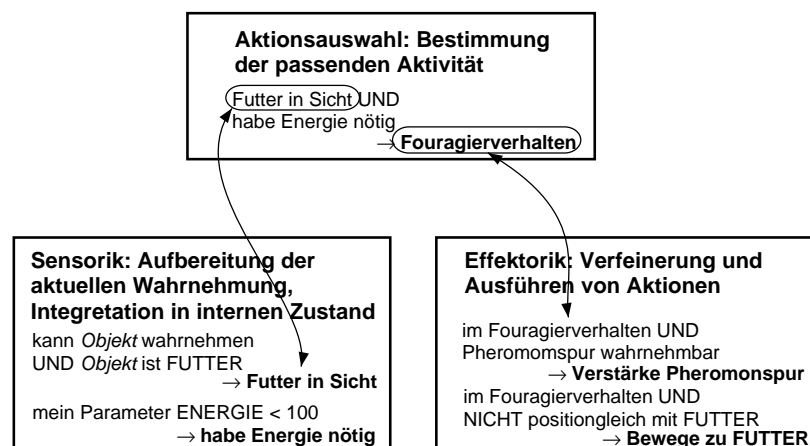 Aktionsauswahl: Bestimmung
der passenden Aktivität
Futter in Sicht UND
habe Energie nötig
→ Fouragierverhalten
Sensorik: Aufbereitung der
aktuellen Wahrnehmung,
Integretation in internen Zustand
kann Objekt wahrnehmen
UND Objekt ist FUTTER
→ Futter in Sicht
mein Parameter ENERGIE < 100
→ habe Energie nötig
Effektorik: Verfeinerung und
Ausführen von Aktionen
im Fouragierverhalten UND
Pheromomspur wahrnehmbar
→ Verstärke Pheromonspur
im Fouragierverhalten UND
NICHT positiongleich mit FUTTER
→ Bewege zu FUTTER